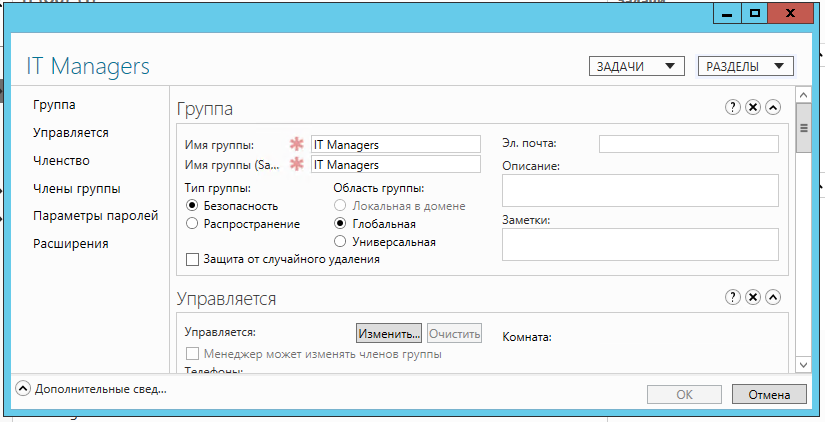 Задачи
IT Managers
ЗАДАЧИ
РАЗДЕЛЫ
Группа
Управляется
Членство
Члены группы
Параметры паролей
Расширения
Группа
Имя группы: IT Managers
Имя группы (Sa... IT Managers
Тип группы:
Безопасность
Распространение
Область группы:
Локальная в домене
Глобальная
Универсальная
Защита от случайного удаления
Эл. почта:
Описание:
Заметки:
Управляется
Управляется:
Изменить...
Очистить
Комната:
Менеджер может изменять членов группы
Телефоны:
Дополнительные свед...
ОК
Отмена